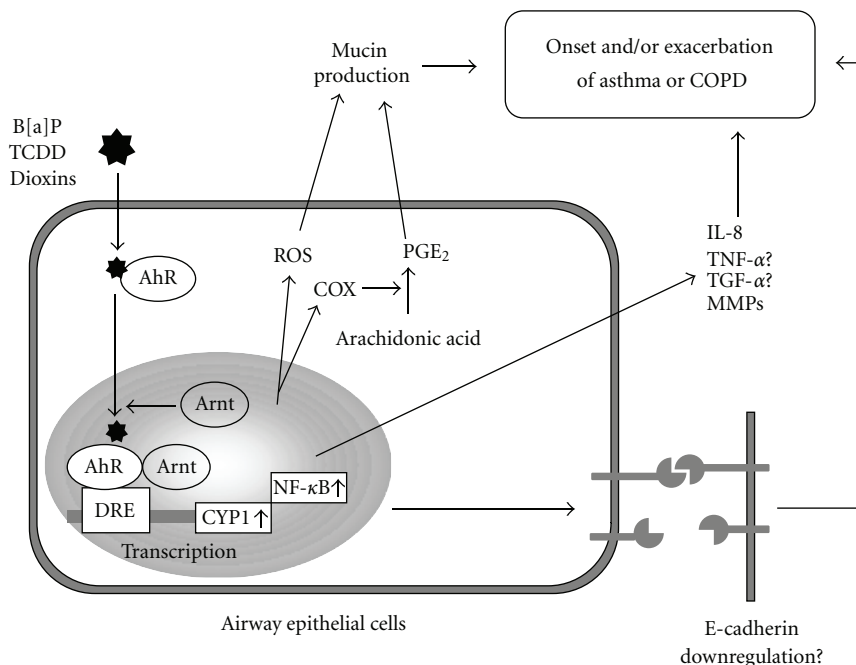 Mucin
production
Onset and/or exacerbation
of asthma or COPD
B[a]P
TCDD
Dioxins
AhR
ROS
PGE₂
COX
Arachidonic acid
IL-8
TNF-α?
TGF-α?
MMPs
Arnt
AhR
Arnt
NF-κB↑
DRE
CYP1↑
Transcription
Airway epithelial cells
E-cadherin
downregulation?